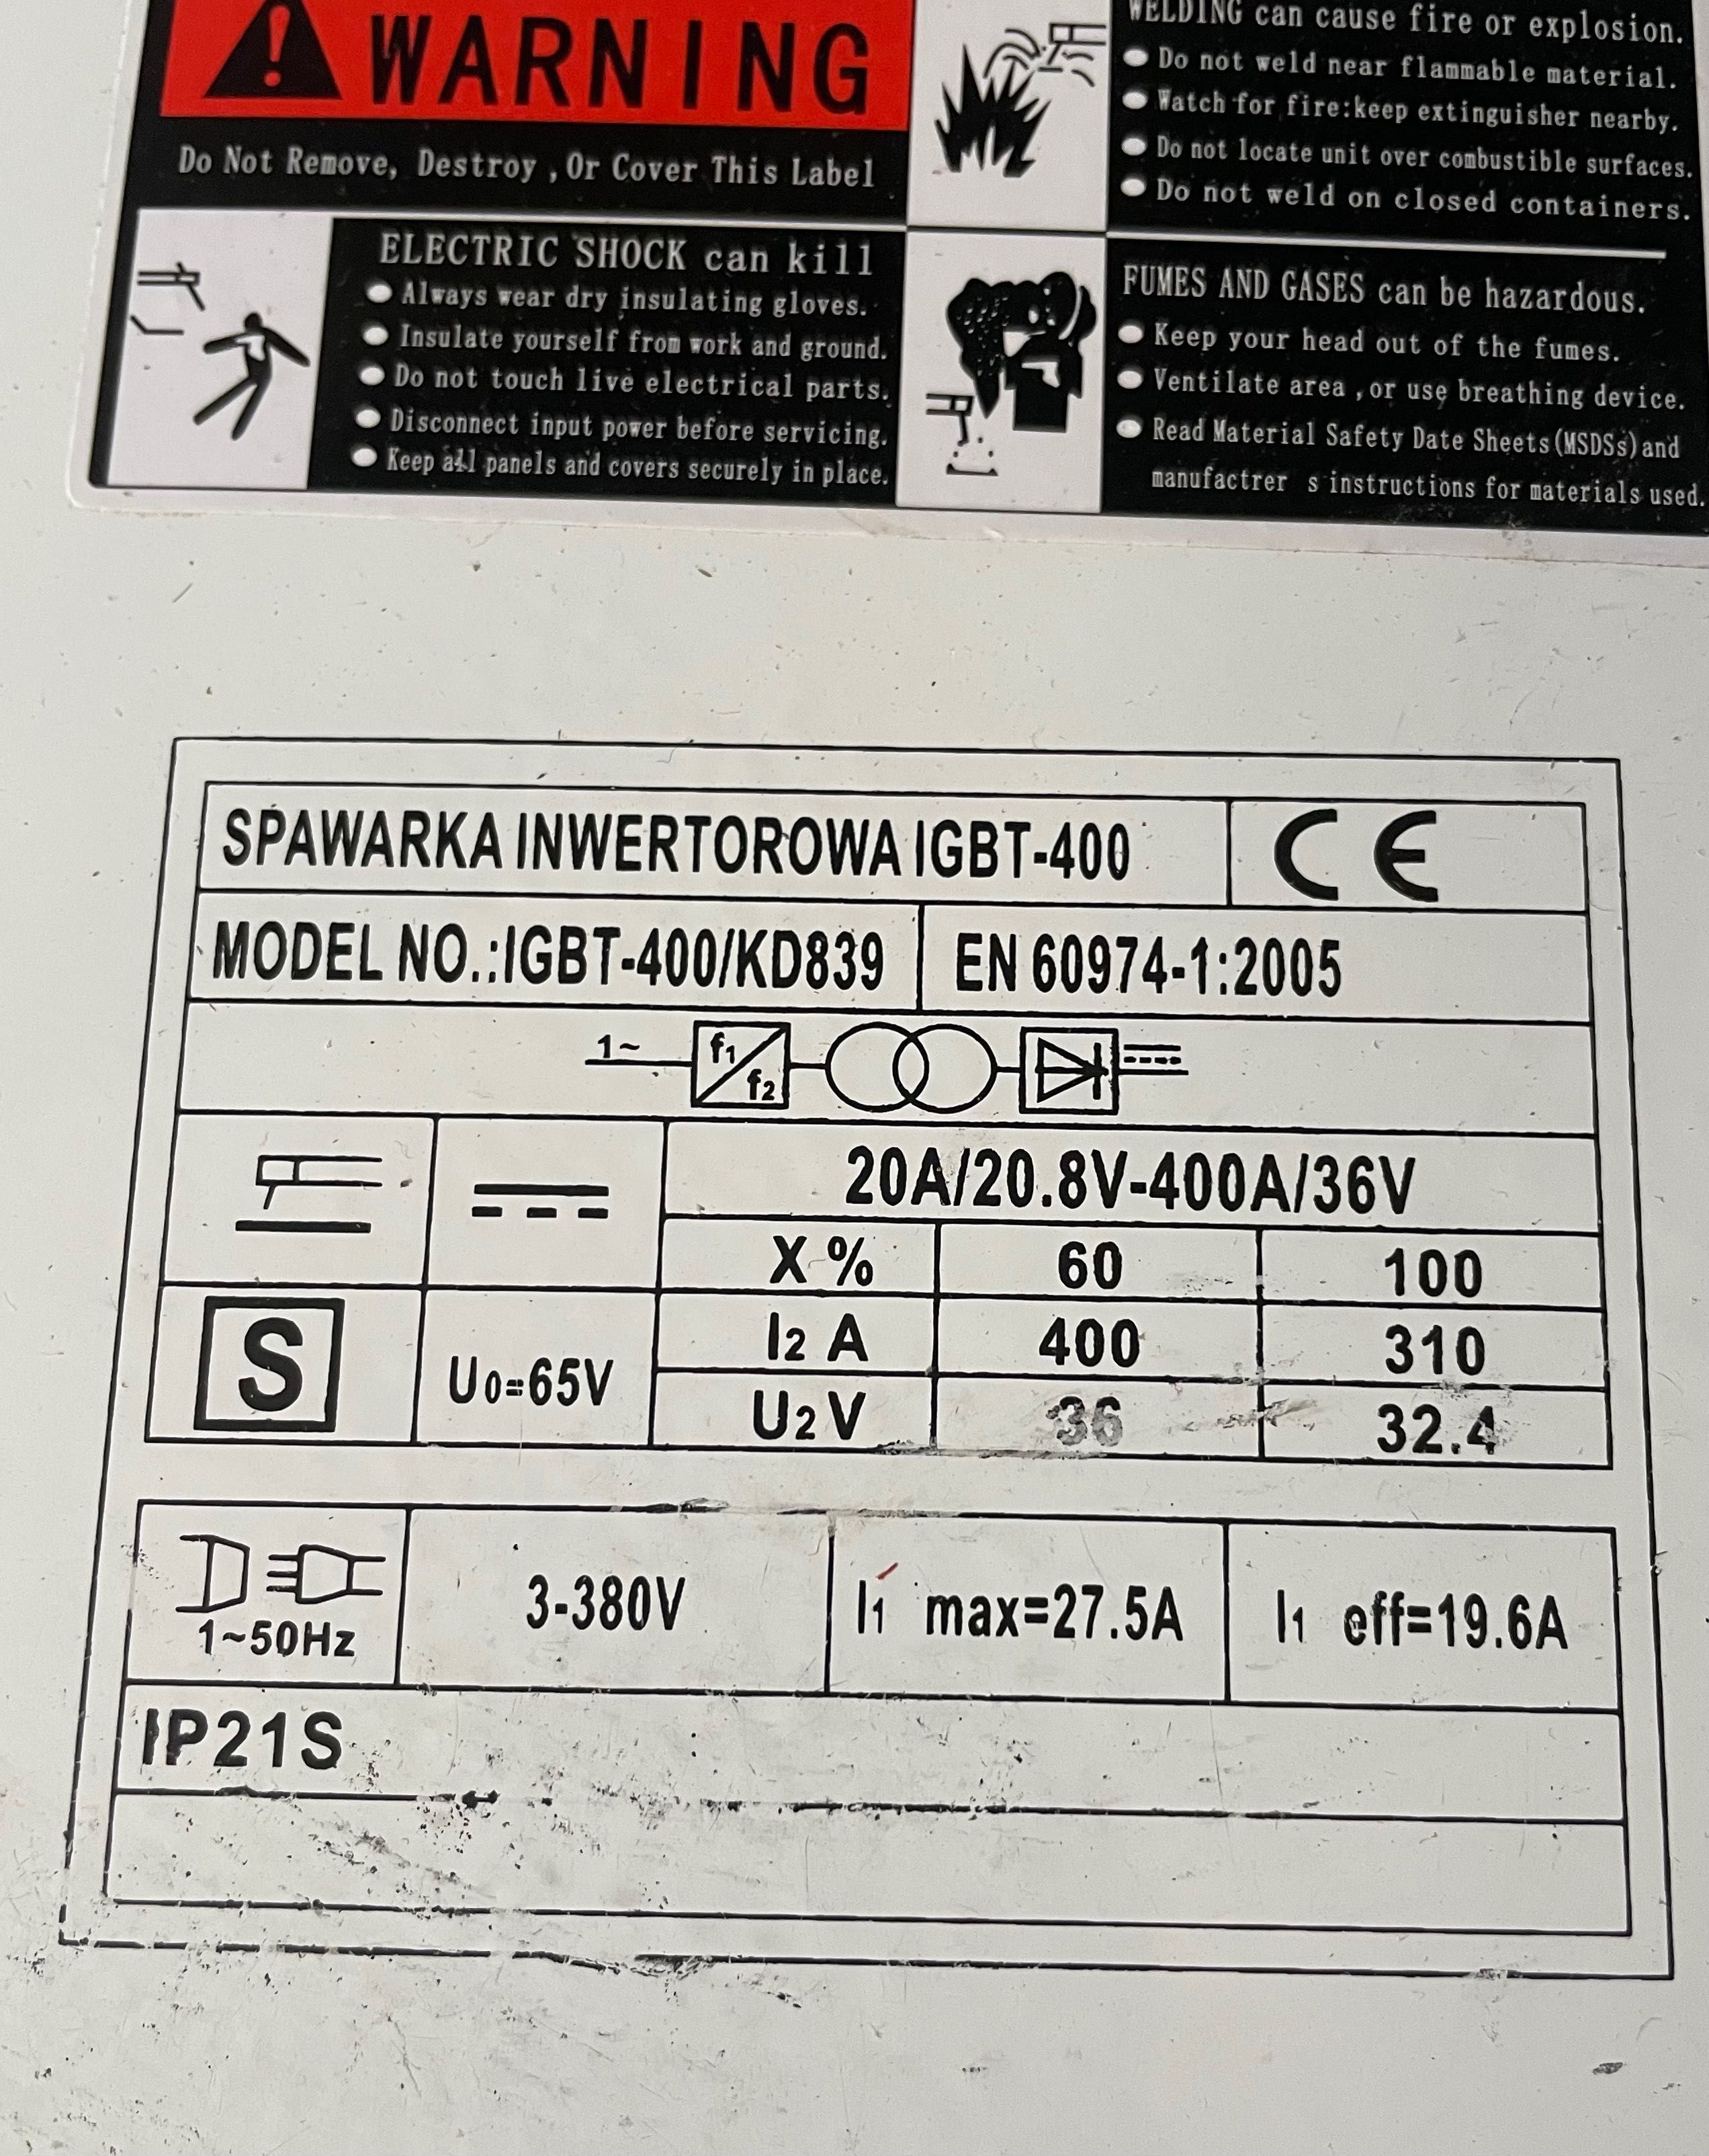 WARNING
Do Not Remove, Destroy ,Or Cover This Label
WELDING can cause fire or explosion.
Do not weld near flammable material.
Watch for fire:keep extinguisher nearby.
Do not locate unit over combustible surfaces.
Do not weld on closed containers.
ELECTRIC SHOCK can kill
Always wear dry insulating gloves.
Insulate yourself from work and ground.
Do not touch live electrical parts.
Disconnect input power before servicing.
Keep all panels and covers securely in place.
FUMES AND GASES can be hazardous.
Keep your head out of the fumes.
Ventilate area ,or use breathing device.
Read Material Safety Date Sheets(MSDSs)and
manufactrer s instructions for materials used.
SPAWARKA INWERTOROWA IGBT-400 CE
MODEL NO.:IGBT-400/KD839 EN 60974-1:2005
1~ f1 f2
20A/20.8V-400A/36V
X % 60 100
S U0=65V
I2 A 400 310
U2 V 36 32.4
1~50Hz 3-380V I1 max=27.5A I1 eff=19.6A
IP21S